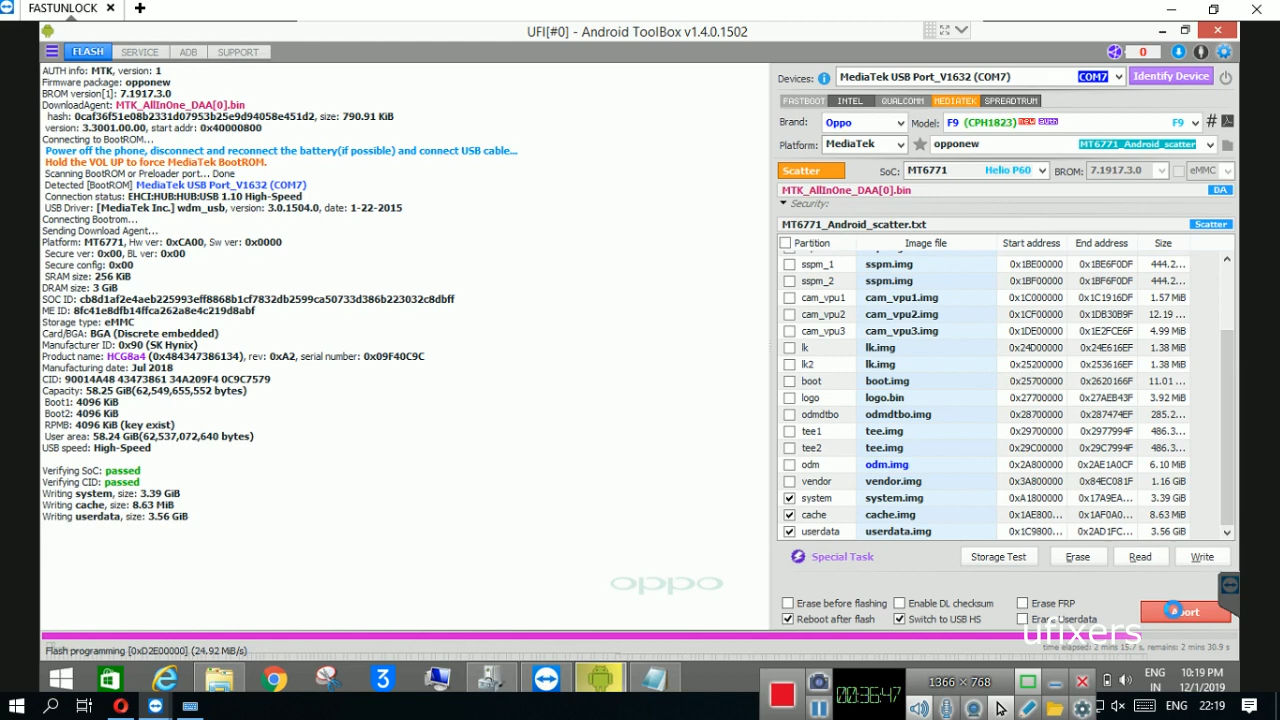 FASTUNLOCK
UFI[#0] - Android ToolBox v1.4.0.1502
FLASH SERVICE ADB SUPPORT
0
AUTH info: MTK, version: 1
Firmware package: opponew
BROM version[1]: 7.1917.3.0
DownloadAgent: MTK_AllInOne_DAA[0].bin
hash: 0caf36f51e08b2331d07953b25e9d94058e451d2, size: 790.91 KiB
version: 3.3001.00.00, start addr: 0x40000800
Connecting to BootROM...
Power off the phone, disconnect and reconnect the battery(if possible) and connect USB cable...
Hold the VOL UP to force MediaTek BootROM.
Scanning BootROM or Preloader port... Done
Detected [BootROM] MediaTek USB Port_V1632 (COM7)
Connection status: EHCI:HUB:HUB:USB 1.10 High-Speed
USB Driver: [MediaTek Inc.] wdm_usb, version: 3.0.1504.0, date: 1-22-2015
Connecting Bootrom...
Sending Download Agent...
Platform: MT6771, Hw ver: 0xCA00, Sw ver: 0x0000
Secure ver: 0x00, BL ver: 0x00
Secure config: 0x00
SRAM size: 256 KiB
DRAM size: 3 GiB
SOC ID: cb8d1af2e4aeb225993eff8868b1cf7832db2599ca50733d386b223032c8dbff
ME ID: 8fc41e8dfb14ffca262a8e4c219d8abf
Storage type: eMMC
Card/BGA: BGA (Discrete embedded)
Manufacturer ID: 0x90 (SK Hynix)
Product name: HCG8a4 (0x484347386134), rev: 0xA2, serial number: 0x09F40C9C
Manufacturing date: Jul 2018
CID: 90014A48 43473861 34A209F4 0C9C7579
Capacity: 58.25 GiB(62,549,655,552 bytes)
Boot1: 4096 KiB
Boot2: 4096 KiB
RPMB: 4096 KiB (key exist)
User area: 58.24 GiB(62,537,072,640 bytes)
USB speed: High-Speed
Verifying SoC: passed
Verifying CID: passed
Writing system, size: 3.39 GiB
Writing cache, size: 8.63 MiB
Writing userdata, size: 3.56 GiB
oppo
Flash programming [0xD2E00000] (24.92 MiB/s)
Devices: MediaTek USB Port_V1632 (COM7) COM7 Identify Device
FASTBOOT INTEL QUALCOMM MEDIATEK SPREADTRUM
Brand: Oppo Model: F9 (CPH1823) new auth F9 #
Platform: MediaTek opponew MT6771_Android_scatter
Scatter SoC: MT6771 Helio P60 BROM: 7.1917.3.0 eMMC
MTK_AllInOne_DAA[0].bin DA
Security:
MT6771_Android_scatter.txt Scatter
Partition Image file Start address End address Size
sspm_1 sspm.img 0x1BE00000 0x1BE6F0DF 444.2...
sspm_2 sspm.img 0x1BF00000 0x1BF6F0DF 444.2...
cam_vpu1 cam_vpu1.img 0x1C000000 0x1C1916DF 1.57 MiB
cam_vpu2 cam_vpu2.img 0x1CF00000 0x1DB30B9F 12.19 ...
cam_vpu3 cam_vpu3.img 0x1DE00000 0x1E2FCE6F 4.99 MiB
lk lk.img 0x24D00000 0x24E616EF 1.38 MiB
lk2 lk.img 0x25200000 0x253616EF 1.38 MiB
boot boot.img 0x25700000 0x2620166F 11.01 ...
logo logo.bin 0x27700000 0x27AEB43F 3.92 MiB
odmdtbo odmdtbo.img 0x28700000 0x287474EF 285.2...
tee1 tee.img 0x29700000 0x2977994F 486.3...
tee2 tee.img 0x29C00000 0x29C7994F 486.3...
odm odm.img 0x2A800000 0x2AE1A0CF 6.10 MiB
vendor vendor.img 0x3A800000 0x84EC081F 1.16 GiB
system system.img 0xA1800000 0x17A9EA... 3.39 GiB
cache cache.img 0x1AE800... 0x1AF0A0... 8.63 MiB
userdata userdata.img 0x1C9800... 0x2AD1FC... 3.56 GiB
Special Task Storage Test Erase Read Write
Erase before flashing Enable DL checksum Erase FRP
Reboot after flash Switch to USB HS
ufixers
time elapsed: 2 mins 15.7 s, remains: 2 mins 30.9 s
3
00:36:47
1366 × 768
ENG
IN
10:19 PM
12/1/2019
ENG 22:19